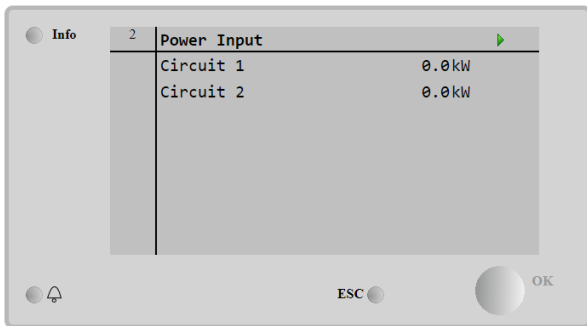 Info
2 Power Input
Circuit 1 0.0kW
Circuit 2 0.0kW
ESC
OK